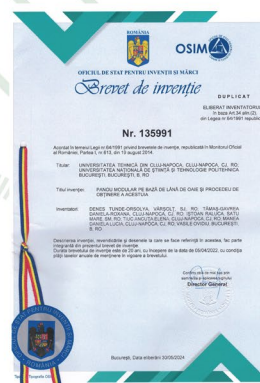 ROMÂNIA
OSIM
OFICIUL DE STAT PENTRU INVENȚII ȘI MĂRCI
Brevet de invenție
DUPLICAT
ELIBERAT INVENTATORULUI
în baza Art 34 alin.(2),
din Legea nr.64/1991 republicată
Nr. 135991
Acordat în temeiul Legii nr.64/1991 privind brevetele de invenție, republicată în Monitorul Oficial
al României, Partea I, nr.613, din 19 august 2014.
Titular: UNIVERSITATEA TEHNICĂ DIN CLUJ-NAPOCA, CLUJ-NAPOCA, CJ, RO;
UNIVERSITATEA NAȚIONALĂ DE ȘTIINȚĂ ȘI TEHNOLOGIE POLITEHNICA
BUCUREȘTI, BUCUREȘTI, B, RO
Titlul invenției: PANOU MODULAR PE BAZĂ DE LÂNĂ DE OAIE ȘI PROCEDEU DE
OBȚINERE A ACESTUIA
Inventatori: DENES TUNDE-ORSOLYA, VÂRȘOLȚ, SJ, RO; TĂMAȘ-GAVREA
DANIELA-ROXANA, CLUJ-NAPOCA, CJ, RO; IȘTOAN RALUCA, SATU
MARE, SM, RO; TIUC ANCUȚA ELENA, CLUJ-NAPOCA, CJ, RO; MANEA
DANIELA LUCIA, CLUJ-NAPOCA, CJ, RO; VASILE OVIDIU, BUCUREȘTI,
B, RO
Descrierea invenției, revendicările și desenele la care se face referință în acestea, fac parte
integrantă din prezentul brevet de invenție.
Durata brevetului de invenție este de 20 ani, cu începere de la data de 05/04/2022, cu condiția
plății taxelor anuale de menținere în vigoare a brevetului.
Director General
București, Data eliberării 30/05/2024